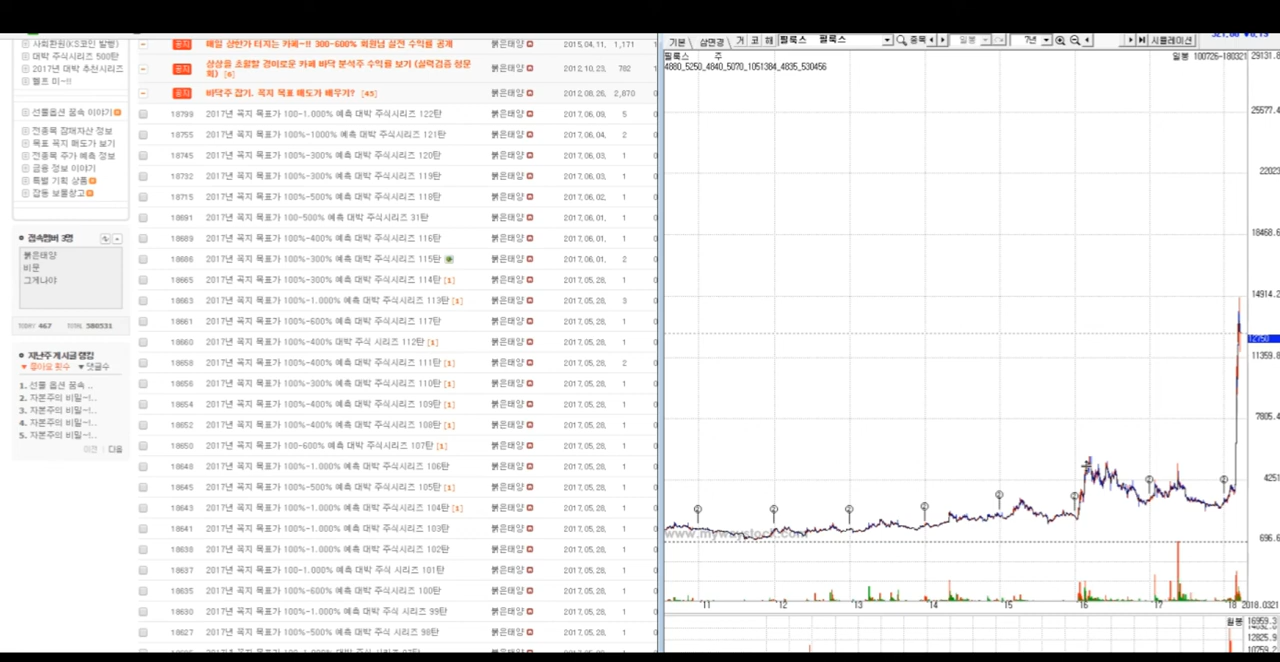 사회환원(KS코인 발행)
대박 주식시리즈 500탄
2017년 대박 추천시리즈
헬프 미~!!
선물옵션 꿈속 이야기
전종목 잠재자산 정보
목표 꼭지 매도가 보기
전종목 주가 예측 정보
금융 정보 이야기
특별 기획 상품
잡동 보물창고
접속멤버 3명
붉은태양
비문
그게나야
TODAY 467 TOTAL 580531
지난주 게시글 랭킹
▼ 좋아요 횟수 ▼ 댓글수
1. 선물 옵션 꿈속 ..
2. 자본주의 비밀~!..
3. 자본주의 비밀~!..
4. 자본주의 비밀~!..
5. 자본주의 비밀~!..
이전 | 다음
공지 매일 상한가 터지는 카페~!! 300-600% 회원님 실전 수익률 공개 2015.04.11, 1,171
공지 상상을 초월할 경이로운 카페 바닥 분석주 수익률 보기 (실력검증 성문 붉은태양 2012.10.23, 782
회) [6]
공지 바닥주 잡기. 꼭지 목표 매도가 배우기? [45] 붉은태양 2012.08.26, 2,870
18799 2017년 꼭지 목표가 100-1.000% 예측 대박 주식시리즈 122탄 붉은태양 2017.06.09, 5 0
18755 2017년 꼭지 목표가 100%-1000% 예측 대박 주식시리즈 121탄 붉은태양 2017.06.04, 2 0
18745 2017년 꼭지 목표가 100%-300% 예측 대박 주식시리즈 120탄 붉은태양 2017.06.03, 1 0
18732 2017년 꼭지 목표가 100%-300% 예측 대박 주식시리즈 119탄 붉은태양 2017.06.03, 1 0
18715 2017년 꼭지 목표가 100%-500% 예측 대박 주식시리즈 118탄 붉은태양 2017.06.02, 1 0
18691 2017년 꼭지 목표가 100-500% 예측 대박 주식시리즈 31탄 붉은태양 2017.06.01, 1 0
18689 2017년 꼭지 목표가 100%-400% 예측 대박 주식시리즈 116탄 붉은태양 2017.06.01, 1 0
18686 2017년 꼭지 목표가 100%-300% 예측 대박 주식시리즈 115탄 붉은태양 2017.06.01, 2 0
18665 2017년 꼭지 목표가 100%-300% 예측 대박 주식시리즈 114탄 [1] 붉은태양 2017.05.28, 1 0
18663 2017년 꼭지 목표가 100%-1.000% 예측 대박 주식시리즈 113탄 [1] 붉은태양 2017.05.28, 3 0
18661 2017년 꼭지 목표가 100%-600% 예측 대박 주식시리즈 117탄 붉은태양 2017.05.28, 1 0
18660 2017년 꼭지 목표가 100%-400% 대박 주식 시리즈 112탄 [1] 붉은태양 2017.05.28, 1 0
18658 2017년 꼭지 목표가 100%-400% 예측 대박 주식시리즈 111탄 [1] 붉은태양 2017.05.28, 2 0
18656 2017년 꼭지 목표가 100%-300% 예측 대박 주식시리즈 110탄 [1] 붉은태양 2017.05.28, 1 0
18654 2017년 꼭지 목표가 100%-400% 예측 대박 주식시리즈 109탄 [1] 붉은태양 2017.05.28, 1 0
18652 2017년 꼭지 목표가 100%-400% 예측 대박 주식시리즈 108탄 [1] 붉은태양 2017.05.28, 1 0
18650 2017년 꼭지 목표가 100-600% 예측 대박 주식시리즈 107탄 [1] 붉은태양 2017.05.28, 1 0
18648 2017년 꼭지 목표가 100%-1.000% 예측 대박 주식시리즈 106탄 붉은태양 2017.05.28, 1 0
18645 2017년 꼭지 목표가 100%-500% 예측 대박 주식시리즈 105탄 [1] 붉은태양 2017.05.28, 1 0
18643 2017년 꼭지 목표가 100%-1.000% 예측 대박 주식시리즈 104탄 [1] 붉은태양 2017.05.28, 1 0
18641 2017년 꼭지 목표가 100%-1.000% 예측 대박 주식시리즈 103탄 붉은태양 2017.05.28, 1 0
18638 2017년 꼭지 목표가 100%-1.000% 예측 대박 주식시리즈 102탄 붉은태양 2017.05.28, 1 0
18637 2017년 꼭지 목표가 100-1.000% 예측 대박 주식시리즈 101탄 붉은태양 2017.05.28, 1 0
18635 2017년 꼭지 목표가 100%-600% 예측 대박 주식시리즈 100탄 붉은태양 2017.05.28, 1 0
18630 2017년 꼭지 목표가 100%-1.000% 예측 대박 주식 시리즈 99탄 붉은태양 2017.05.28, 1 0
18627 2017년 꼭지 목표가 100%-500% 예측 대박 주식 시리즈 98탄 붉은태양 2017.05.28, 1 0
기본 삼면경 가 코 해 필룩스 필룩스 종목 일봉 7년 시뮬레이션
필룩스 주 일봉 100726-180321
4880,5250,4840,5070,1051384,4835,530456
29131.8
25577.4
22023
18468.6
14914.2
12750
11359.8
7805.4
4251
696.6
www.mywaystock.com
11 12 13 14 15 16 17 18 2018.0321
월봉 16959.3
12825.9
10759.2